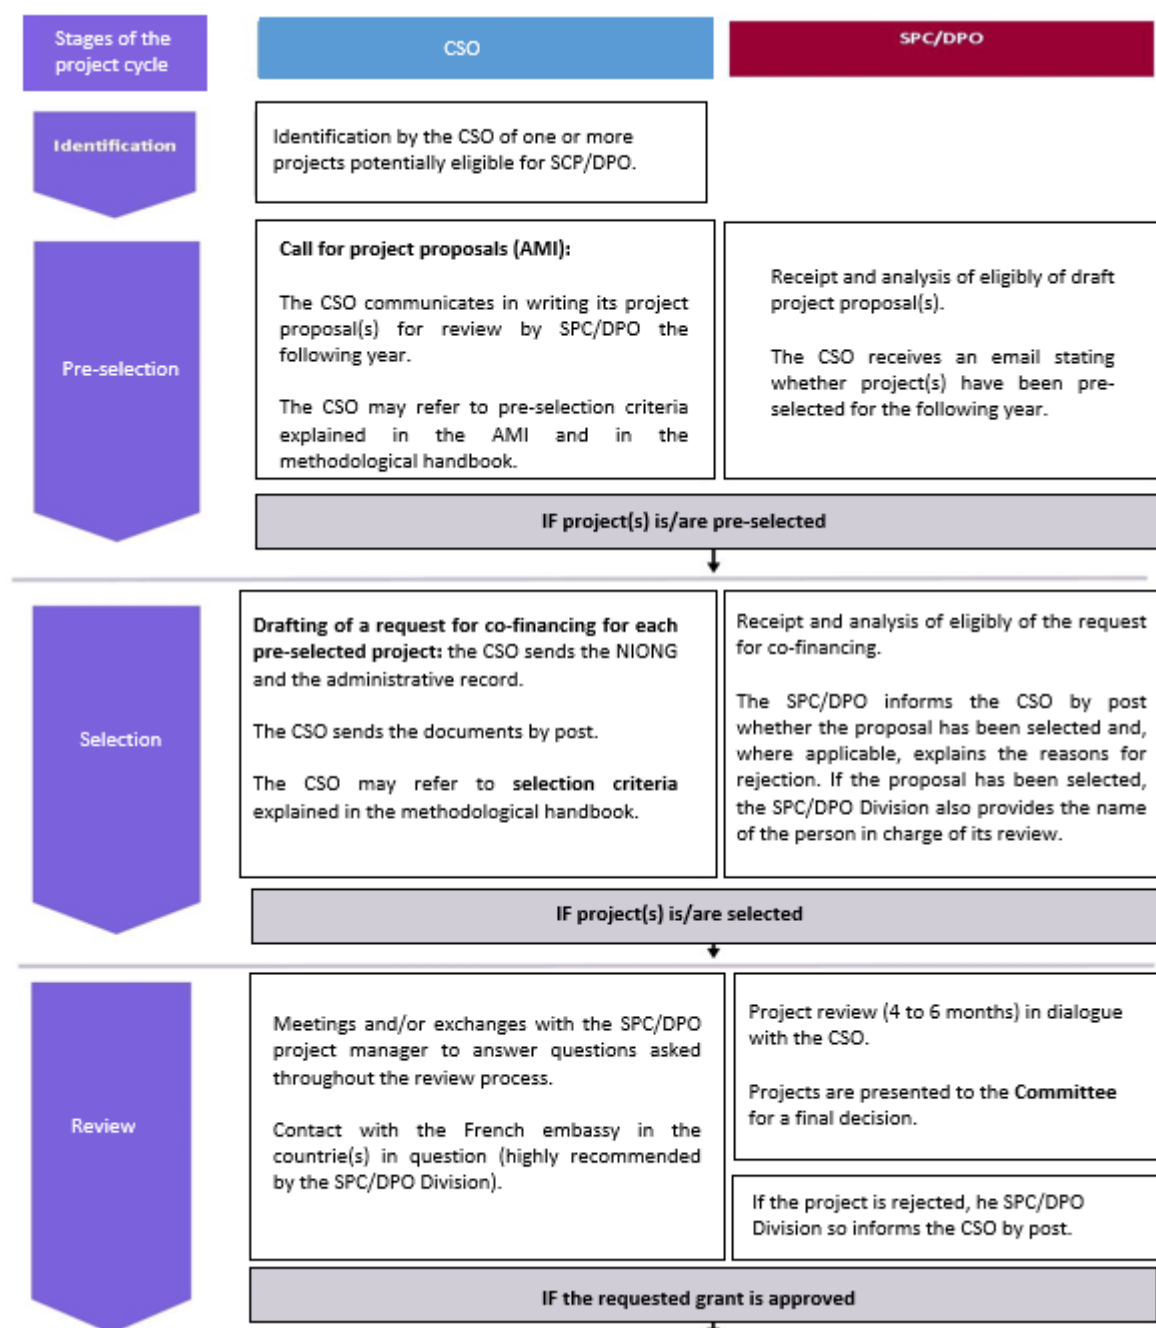 Stages of the
project cycle
CSO
SPC/DPO
Identification
Identification by the CSO of one or more
projects potentially eligible for SCP/DPO.
Pre-selection
Call for project proposals (AMI):
The CSO communicates in writing its project
proposal(s) for review by SPC/DPO the
following year.
The CSO may refer to pre-selection criteria
explained in the AMI and in the
methodological handbook.
Receipt and analysis of eligibly of draft
project proposal(s).
The CSO receives an email stating
whether project(s) have been pre-
selected for the following year.
IF project(s) is/are pre-selected
Selection
Drafting of a request for co-financing for each
pre-selected project: the CSO sends the NIONG
and the administrative record.
The CSO sends the documents by post.
The CSO may refer to selection criteria
explained in the methodological handbook.
Receipt and analysis of eligibly of the request
for co-financing.
The SPC/DPO informs the CSO by post
whether the proposal has been selected and,
where applicable, explains the reasons for
rejection. If the proposal has been selected,
the SPC/DPO Division also provides the name
of the person in charge of its review.
IF project(s) is/are selected
Review
Meetings and/or exchanges with the SPC/DPO
project manager to answer questions asked
throughout the review process.
Contact with the French embassy in the
countrie(s) in question (highly recommended
by the SPC/DPO Division).
Project review (4 to 6 months) in dialogue
with the CSO.
Projects are presented to the Committee
for a final decision.
If the project is rejected, he SPC/DPO
Division so informs the CSO by post.
IF the requested grant is approved